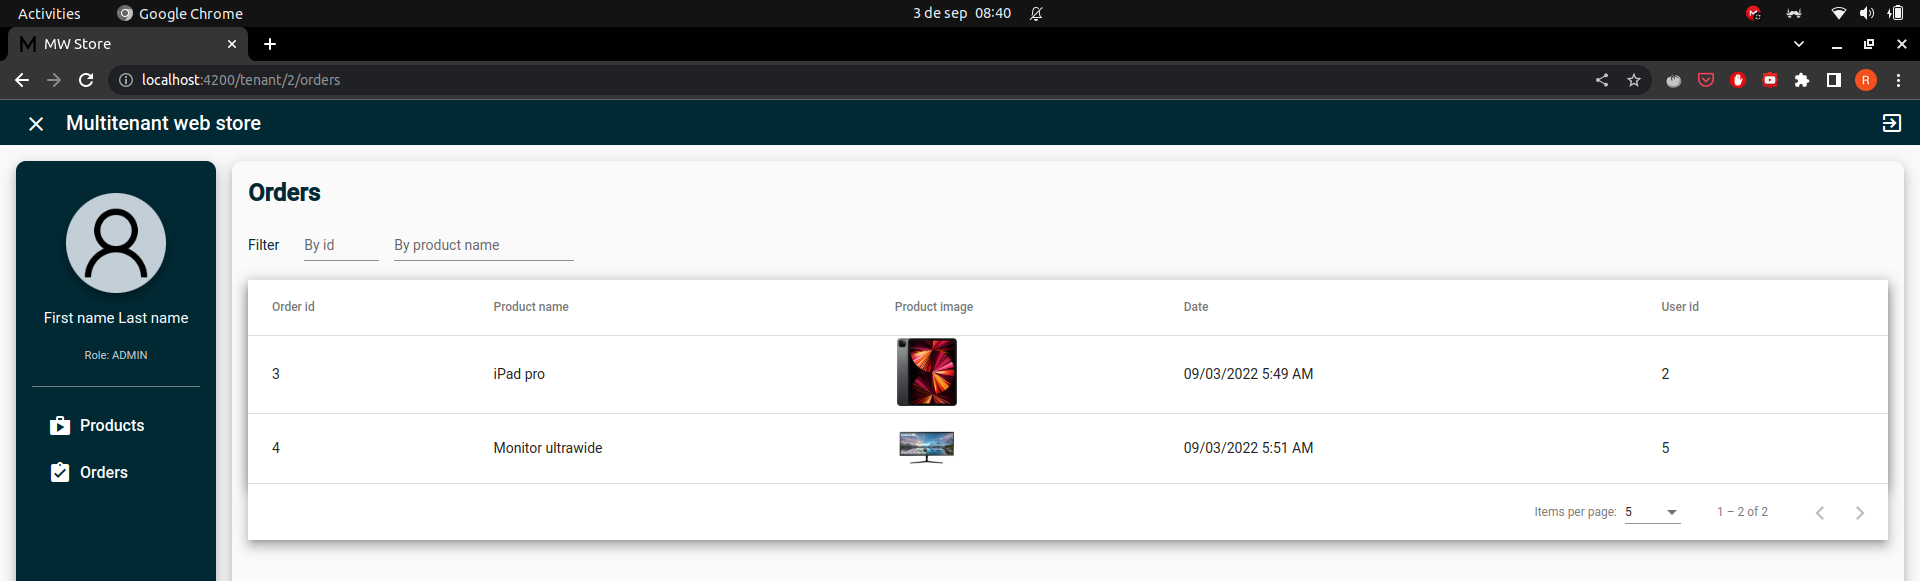 Activities
Google Chrome
3 de sep 08:40
MW Store
localhost:4200/tenant/2/orders
R
Multitenant web store
First name Last name
Role: ADMIN
Products
Orders
Orders
Filter By id By product name
Order id Product name Product image Date User id
3 iPad pro 09/03/2022 5:49 AM 2
4 Monitor ultrawide 09/03/2022 5:51 AM 5
Items per page: 5 1 – 2 of 2